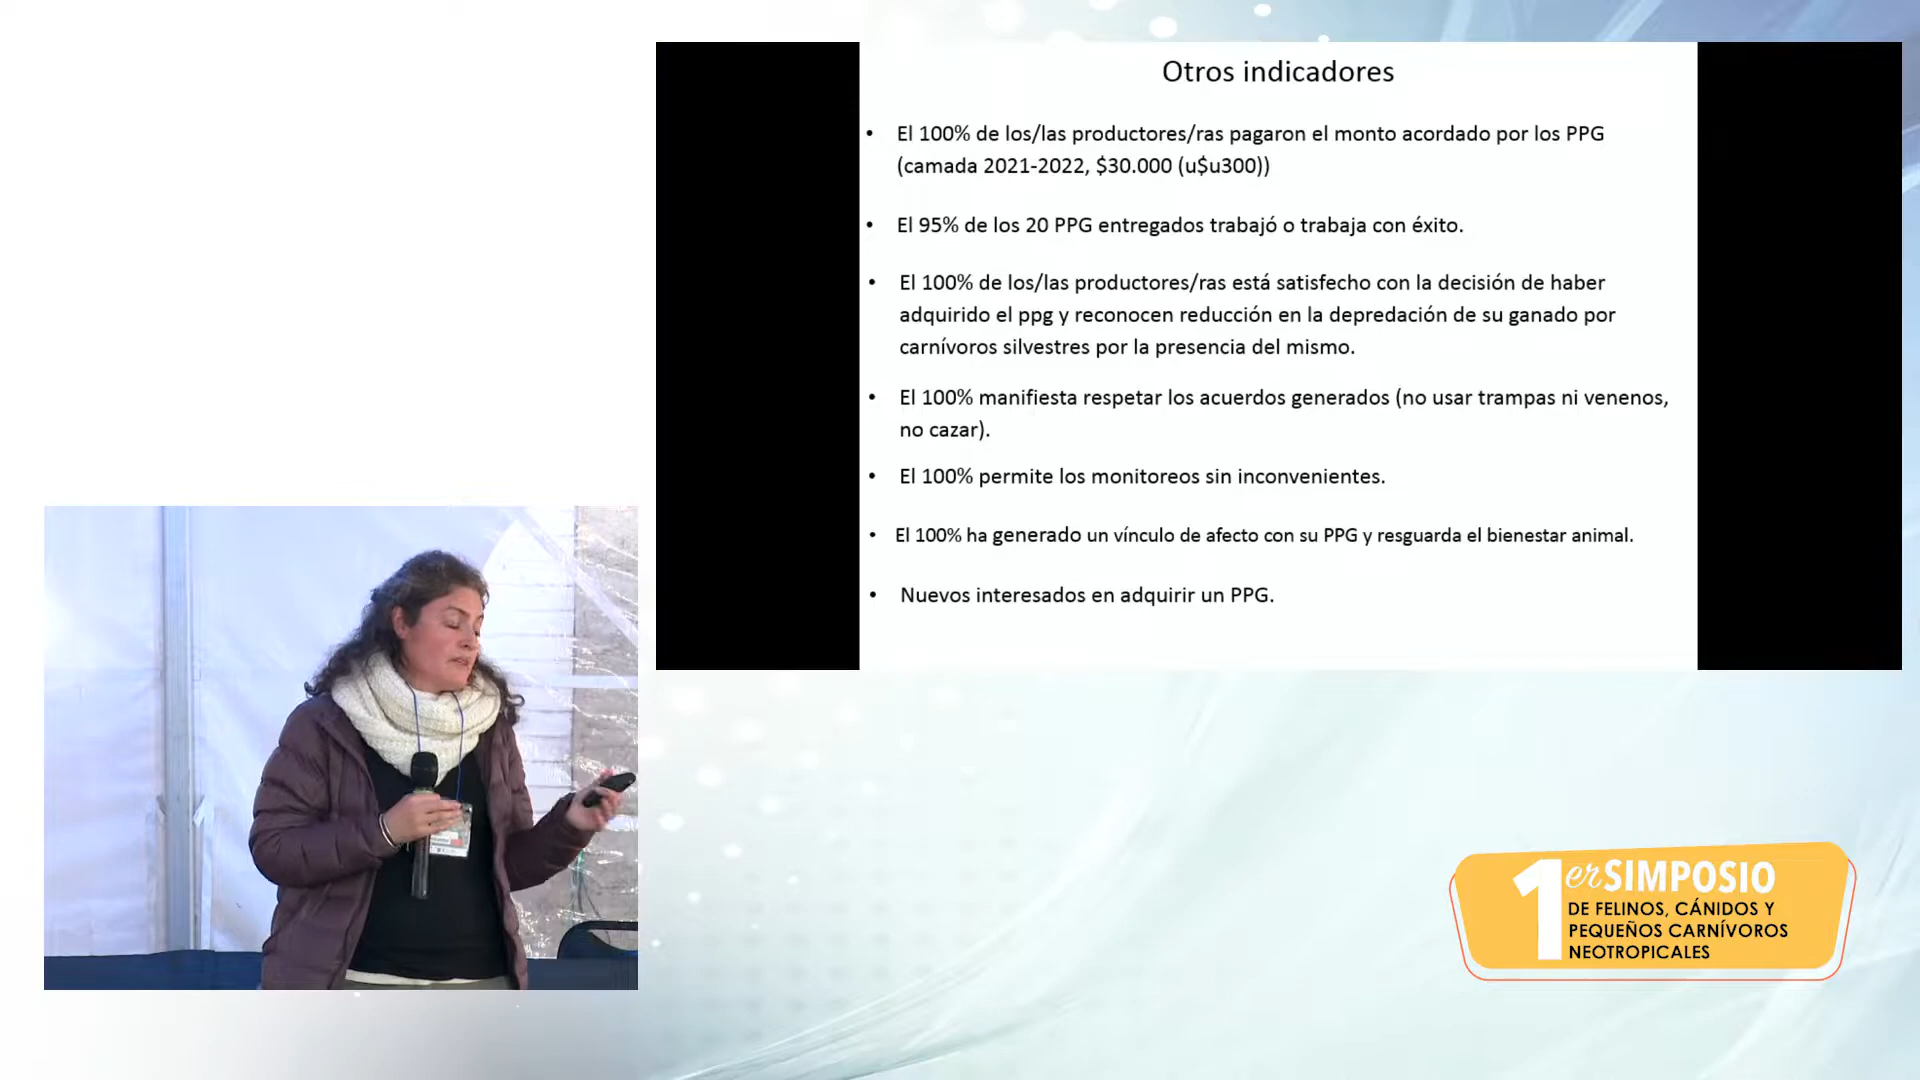 Otros indicadores
• El 100% de los/las productores/ras pagaron el monto acordado por los PPG
(camada 2021-2022, $30.000 (u$u300))
• El 95% de los 20 PPG entregados trabajó o trabaja con éxito.
• El 100% de los/las productores/ras está satisfecho con la decisión de haber
adquirido el ppg y reconocen reducción en la depredación de su ganado por
carnívoros silvestres por la presencia del mismo.
• El 100% manifiesta respetar los acuerdos generados (no usar trampas ni venenos,
no cazar).
• El 100% permite los monitoreos sin inconvenientes.
• El 100% ha generado un vínculo de afecto con su PPG y resguarda el bienestar animal.
• Nuevos interesados en adquirir un PPG.
1er SIMPOSIO
DE FELINOS, CÁNIDOS Y
PEQUEÑOS CARNÍVOROS
NEOTROPICALES